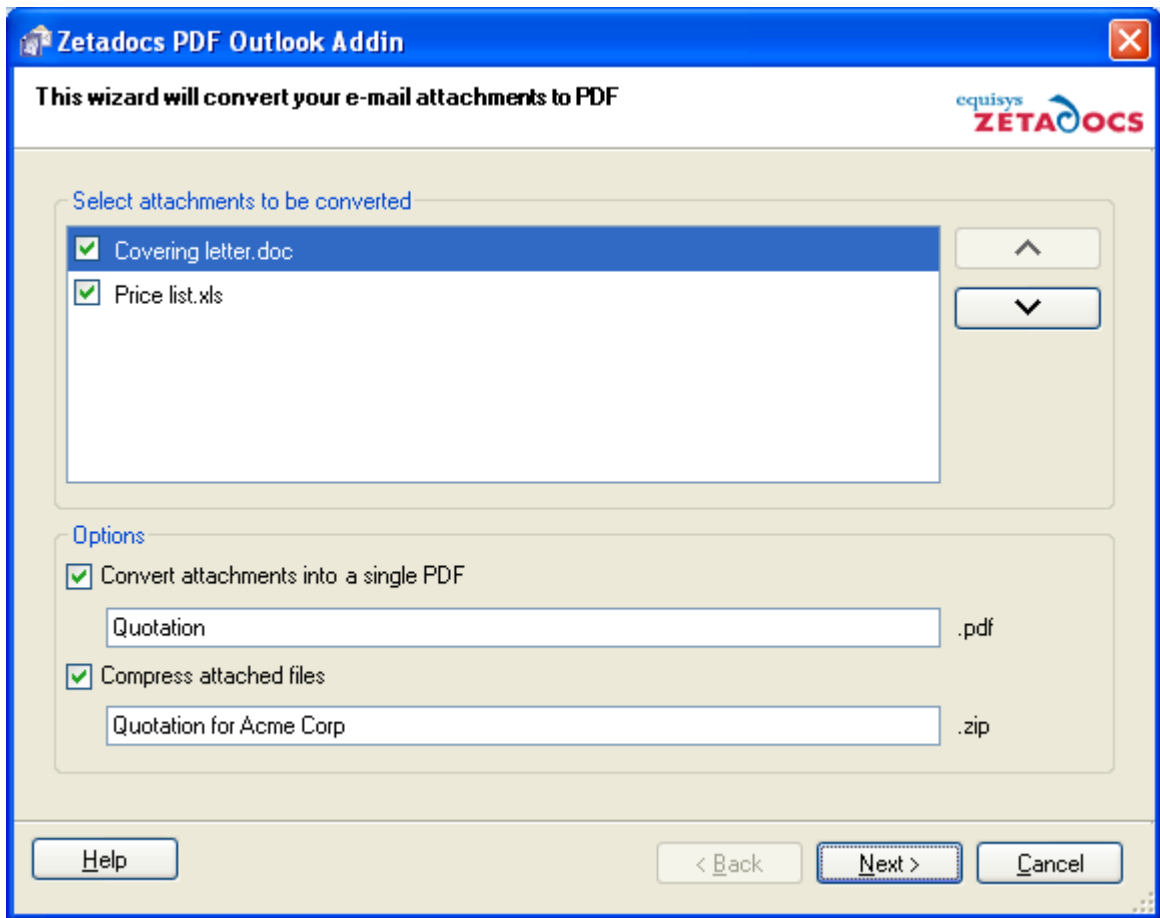 Zetadocs PDF Outlook Addin
This wizard will convert your e-mail attachments to PDF
equisys
ZETADOCS
Select attachments to be converted
Covering letter.doc
Price list.xls
Options
Convert attachments into a single PDF
Quotation .pdf
Compress attached files
Quotation for Acme Corp .zip
Help < Back Next > Cancel